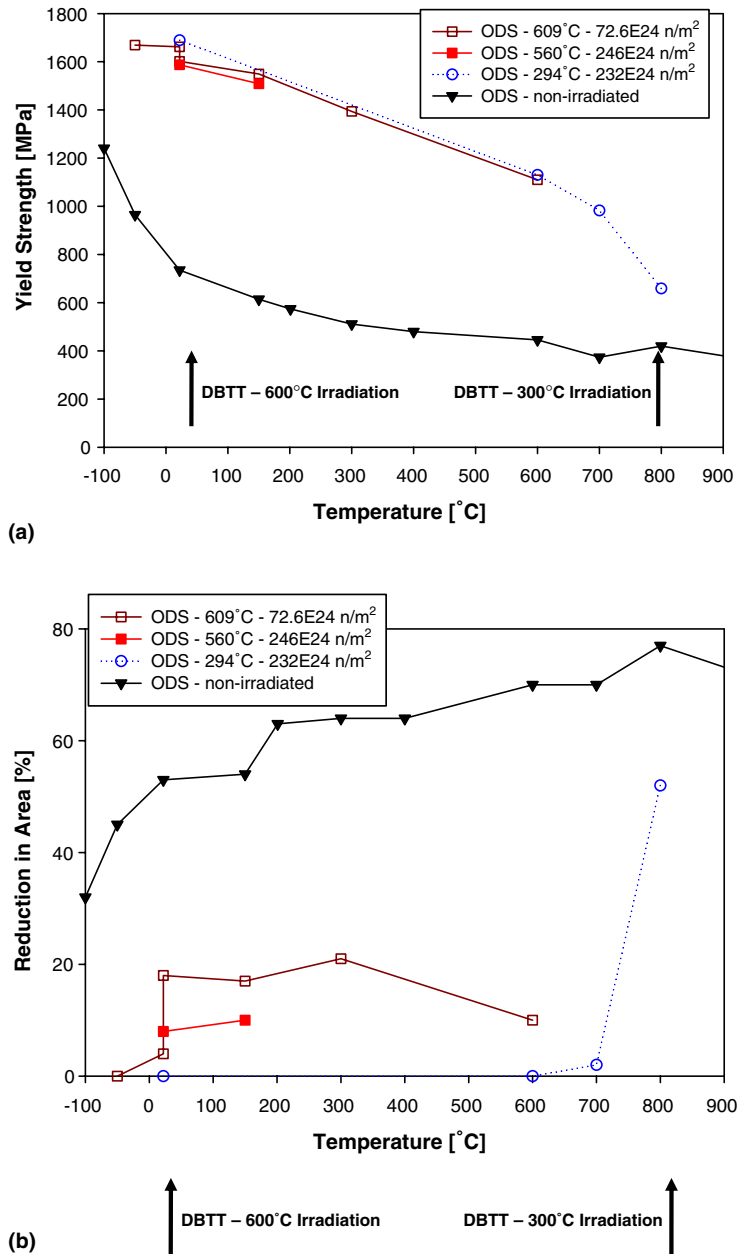 1800
1600
1400
1200
1000
800
600
400
200
0
Yield Strength [MPa]
ODS - 609˚C - 72.6E24 n/m²
ODS - 560˚C - 246E24 n/m²
ODS - 294˚C - 232E24 n/m²
ODS - non-irradiated
DBTT – 600°C Irradiation
DBTT – 300°C Irradiation
-100 0 100 200 300 400 500 600 700 800 900
Temperature [˚C]
(a)
ODS - 609˚C - 72.6E24 n/m²
ODS - 560˚C - 246E24 n/m²
ODS - 294˚C - 232E24 n/m²
ODS - non-irradiated
80
60
40
20
0
Reduction in Area [%]
-100 0 100 200 300 400 500 600 700 800 900
Temperature [˚C]
DBTT – 600˚C Irradiation
DBTT – 300˚C Irradiation
(b)